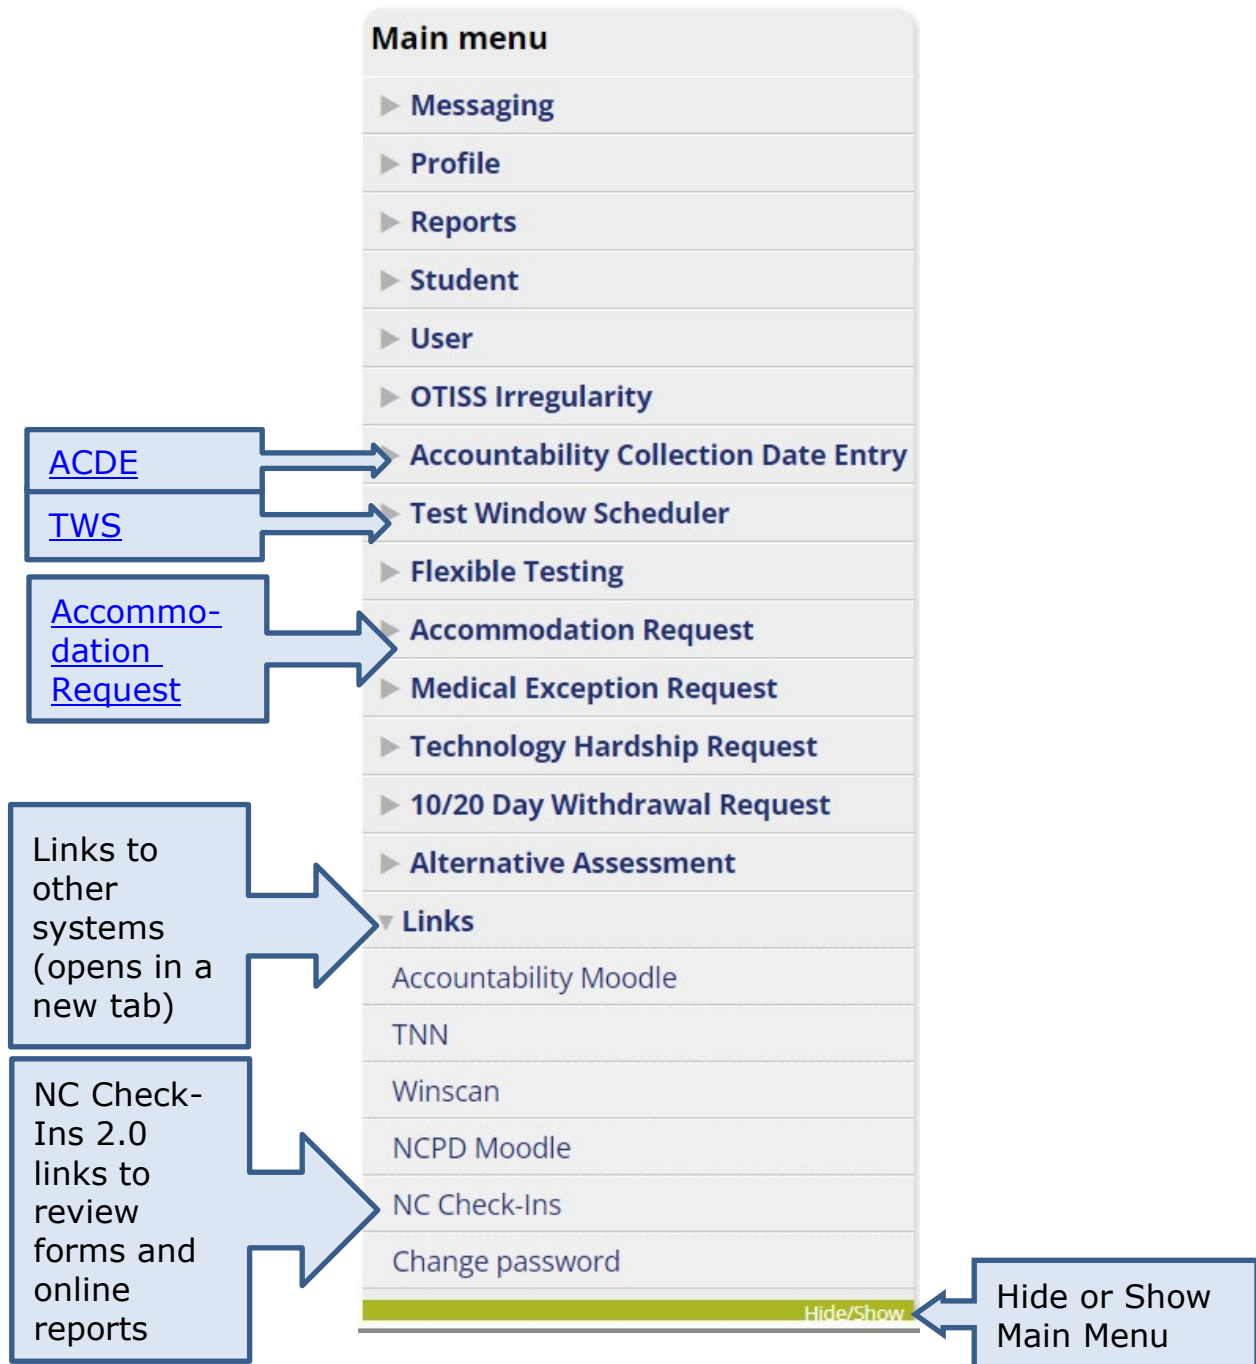 Main menu
Messaging
Profile
Reports
Student
User
OTISS Irregularity
ACDE
Accountability Collection Date Entry
TWS
Test Window Scheduler
Flexible Testing
Accommo-
dation
Request
Accommodation Request
Medical Exception Request
Technology Hardship Request
10/20 Day Withdrawal Request
Alternative Assessment
Links to
other
systems
(opens in a
new tab)
Links
Accountability Moodle
TNN
Winscan
NCPD Moodle
NC Check-
Ins 2.0
links to
review
forms and
online
reports
NC Check-Ins
Change password
Hide/Show
Hide or Show
Main Menu